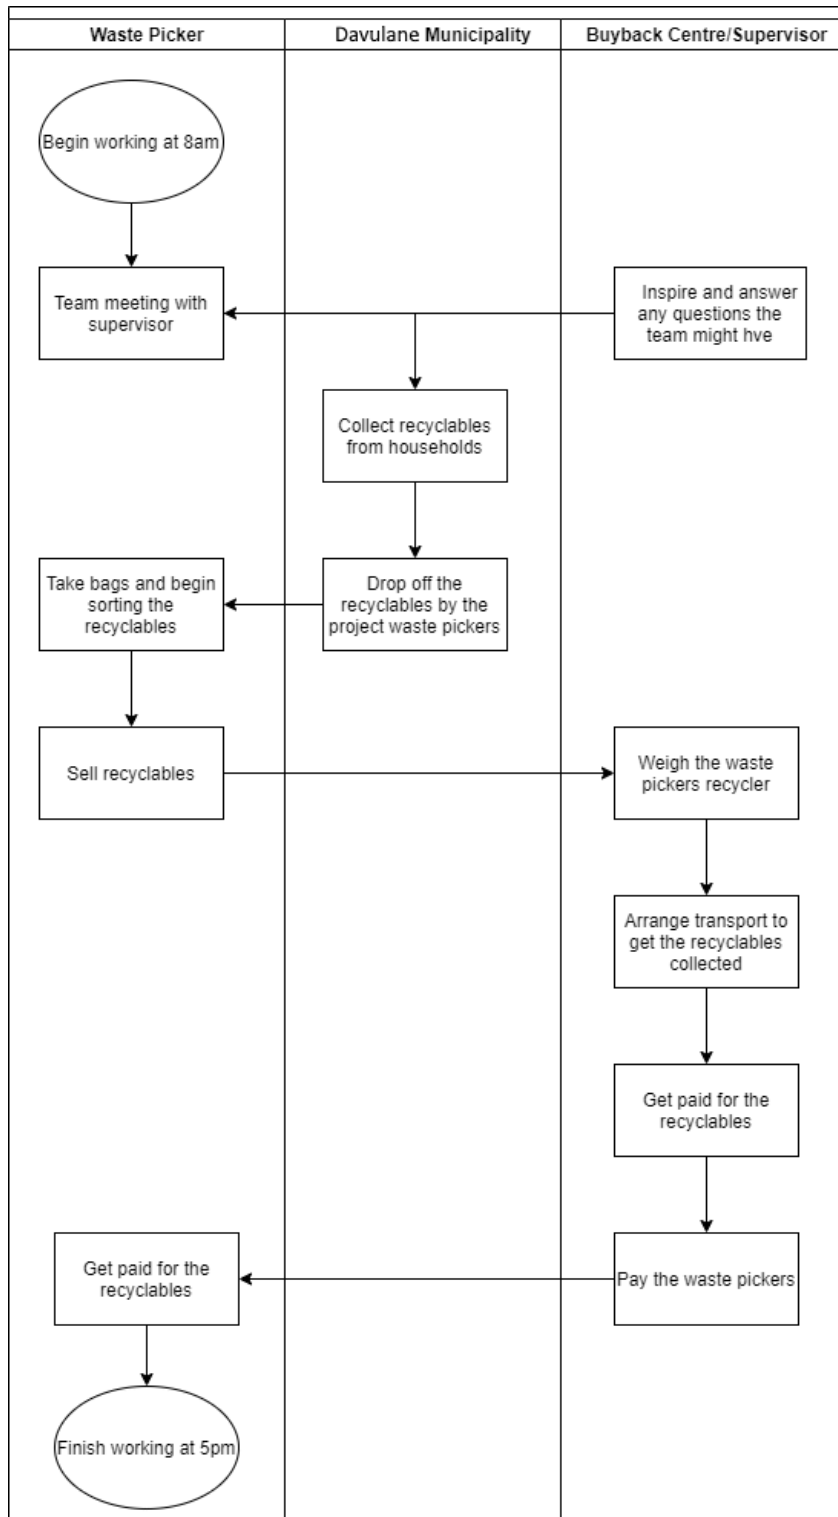 Waste Picker
Davulane Municipality
Buyback Centre/Supervisor
Begin working at 8am
Team meeting with
supervisor
Inspire and answer
any questions the
team might hve
Collect recyclables
from households
Take bags and begin
sorting the
recyclables
Drop off the
recyclables by the
project waste pickers
Sell recyclables
Weigh the waste
pickers recycler
Arrange transport to
get the recyclables
collected
Get paid for the
recyclables
Get paid for the
recyclables
Pay the waste pickers
Finish working at 5pm